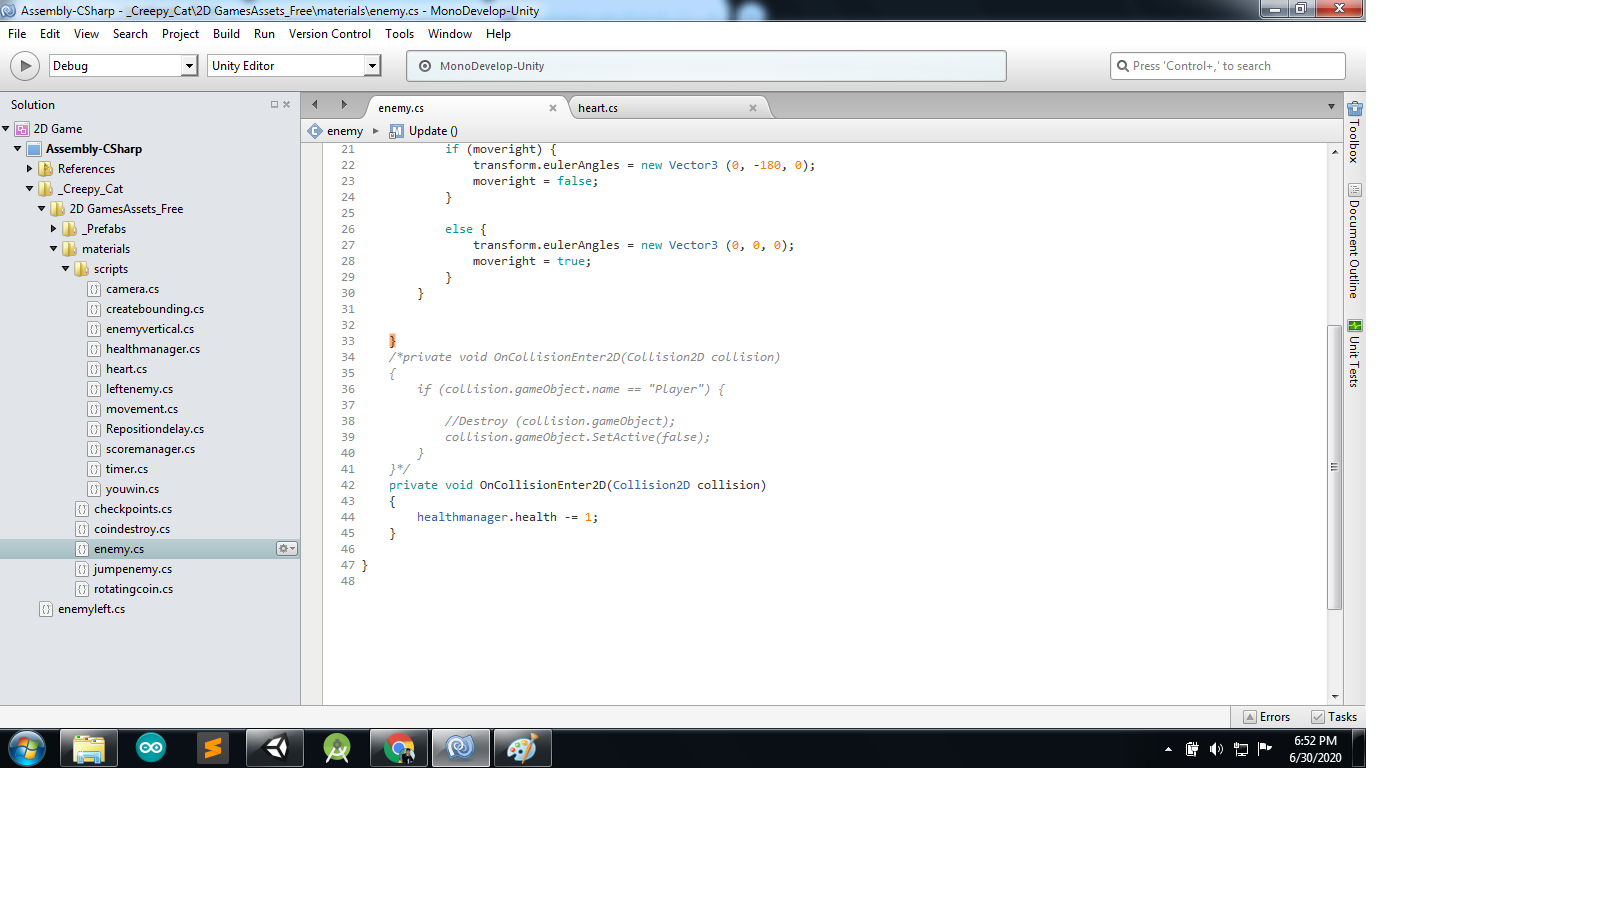 Assembly-CSharp - _Creepy_Cat\2D GamesAssets_Free\materials\enemy.cs - MonoDevelop-Unity
File Edit View Search Project Build Run Version Control Tools Window Help
Debug Unity Editor MonoDevelop-Unity Press 'Control+,' to search
Solution
2D Game
Assembly-CSharp
References
_Creepy_Cat
2D GamesAssets_Free
_Prefabs
materials
scripts
camera.cs
createbounding.cs
enemyvertical.cs
healthmanager.cs
heart.cs
leftenemy.cs
movement.cs
Repositiondelay.cs
scoremanager.cs
timer.cs
youwin.cs
checkpoints.cs
coindestroy.cs
enemy.cs
jumpenemy.cs
rotatingcoin.cs
enemyleft.cs
enemy.cs heart.cs
enemy Update ()
21 if (moveright) {
22 transform.eulerAngles = new Vector3 (0, -180, 0);
23 moveright = false;
24 }
25
26 else {
27 transform.eulerAngles = new Vector3 (0, 0, 0);
28 moveright = true;
29 }
30 }
31
32
33 }
34 /*private void OnCollisionEnter2D(Collision2D collision)
35 {
36 if (collision.gameObject.name == "Player") {
37
38 //Destroy (collision.gameObject);
39 collision.gameObject.SetActive(false);
40 }
41 }*/
42 private void OnCollisionEnter2D(Collision2D collision)
43 {
44 healthmanager.health -= 1;
45 }
46
47 }
48
Toolbox
Document Outline
Unit Tests
Errors Tasks
6:52 PM
6/30/2020